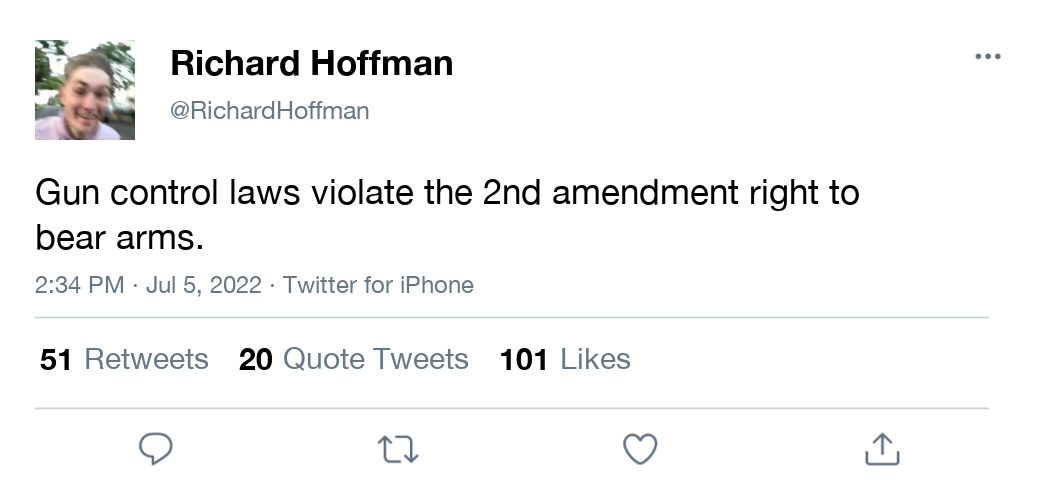 Richard Hoffman
@RichardHoffman
Gun control laws violate the 2nd amendment right to
bear arms.
2:34 PM · Jul 5, 2022 · Twitter for iPhone
51 Retweets 20 Quote Tweets 101 Likes